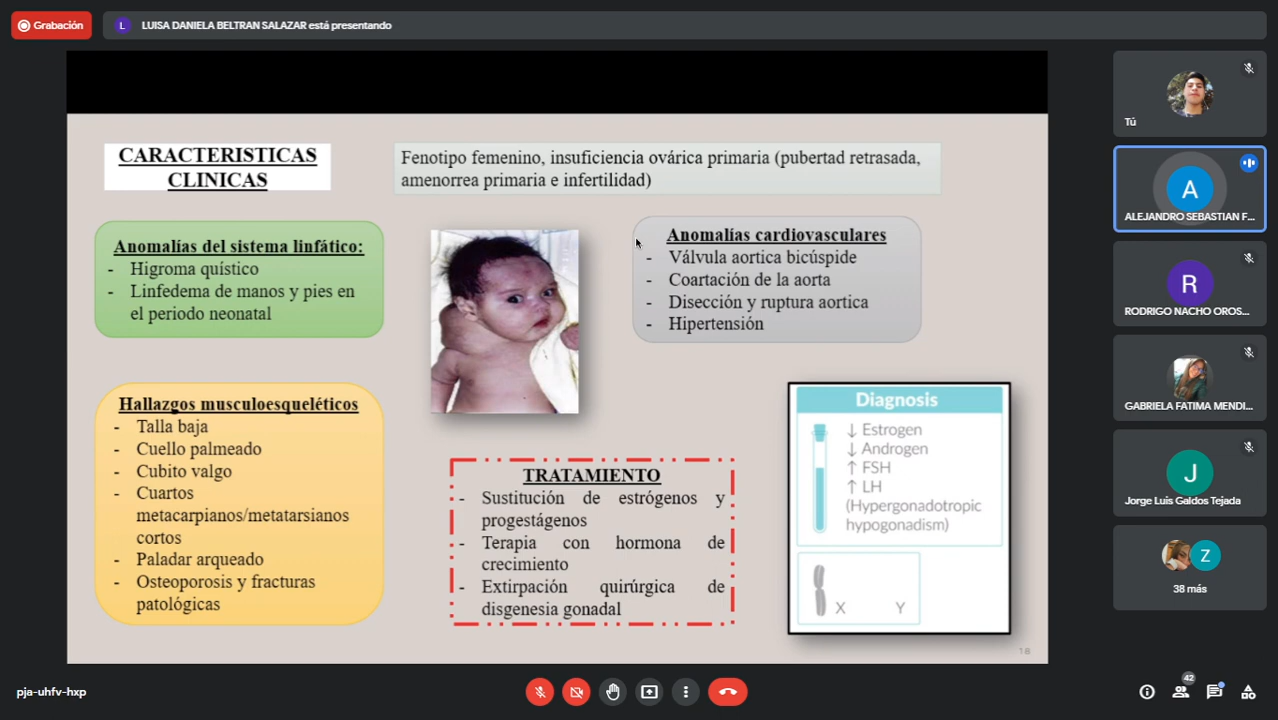 Grabación
L
LUISA DANIELA BELTRAN SALAZAR está presentando
CARACTERISTICAS
CLINICAS
Fenotipo femenino, insuficiencia ovárica primaria (pubertad retrasada,
amenorrea primaria e infertilidad)
Anomalías del sistema linfático:
- Higroma quístico
- Linfedema de manos y pies en
el periodo neonatal
Anomalías cardiovasculares
- Válvula aortica bicúspide
- Coartación de la aorta
- Disección y ruptura aortica
- Hipertensión
Hallazgos musculoesqueléticos
- Talla baja
- Cuello palmeado
- Cubito valgo
- Cuartos
metacarpianos/metatarsianos
cortos
- Paladar arqueado
- Osteoporosis y fracturas
patológicas
TRATAMIENTO
- Sustitución de estrógenos y
progestágenos
- Terapia con hormona de
crecimiento
- Extirpación quirúrgica de
disgenesia gonadal
Diagnosis
↓ Estrogen
↓ Androgen
↑ FSH
↑ LH
(Hypergonadotropic
hypogonadism)
X Y
18
Tú
A
ALEJANDRO SEBASTIAN F...
R
RODRIGO NACHO OROS...
GABRIELA FATIMA MENDI...
J
Jorge Luis Galdos Tejada
Z
38 más
pja-uhfv-hxp
42